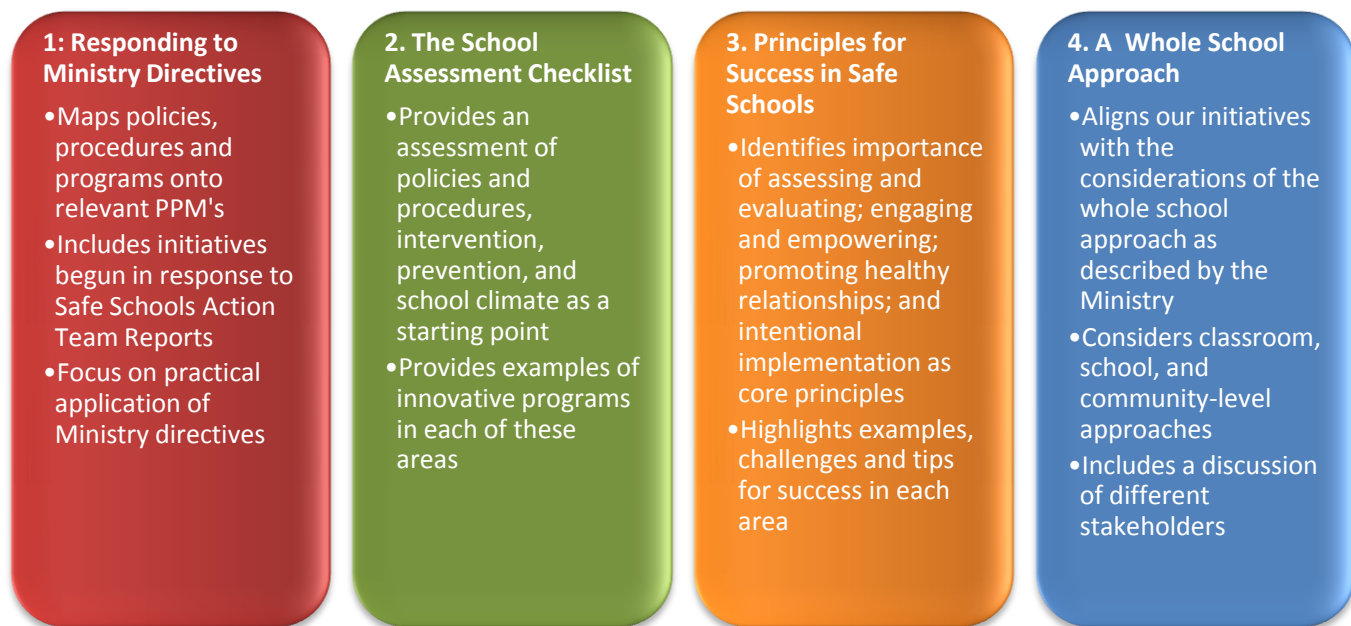 1: Responding to
Ministry Directives
•Maps policies,
procedures and
programs onto
relevant PPM's
•Includes initiatives
begun in response to
Safe Schools Action
Team Reports
•Focus on practical
application of
Ministry directives
2. The School
Assessment Checklist
•Provides an
assessment of
policies and
procedures,
intervention,
prevention, and
school climate as a
starting point
•Provides examples of
innovative programs
in each of these
areas
3. Principles for
Success in Safe
Schools
•Identifies importance
of assessing and
evaluating; engaging
and empowering;
promoting healthy
relationships; and
intentional
implementation as
core principles
•Highlights examples,
challenges and tips
for success in each
area
4. A  Whole School
Approach
•Aligns our initiatives
with the
considerations of the
whole school
approach as
described by the
Ministry
•Considers classroom,
school, and
community-level
approaches
•Includes a discussion
of different
stakeholders